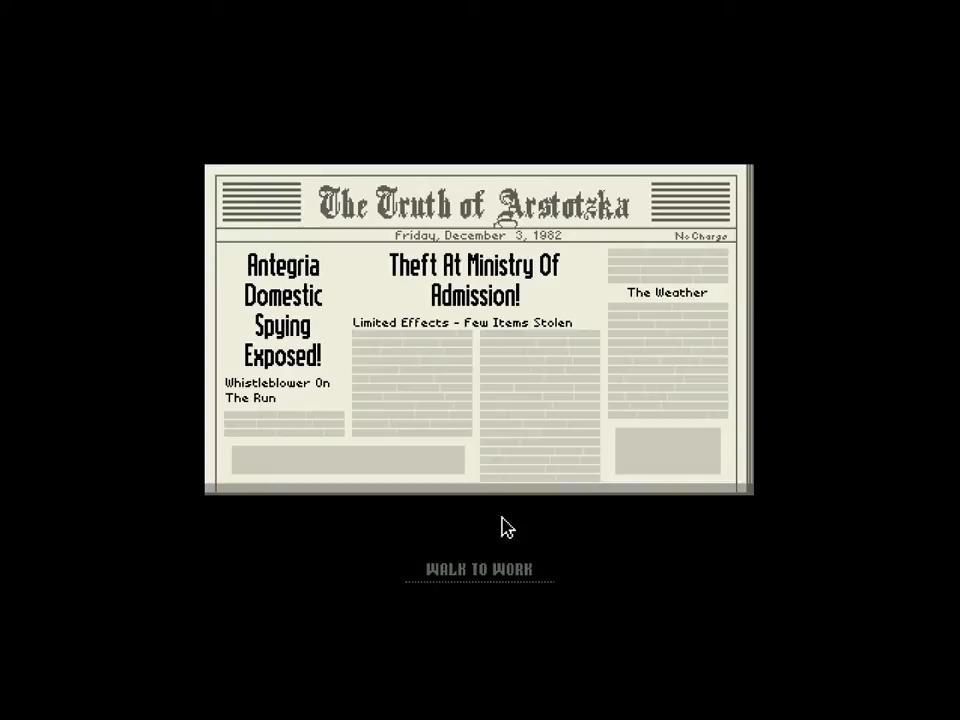 The Truth of Arstotzka
Friday, December 3, 1982
No Charge
Antegria
Domestic
Spying
Exposed!
Whistleblower On
The Run
Theft At Ministry Of
Admission!
Limited Effects - Few Items Stolen
The Weather
WALK TO WORK